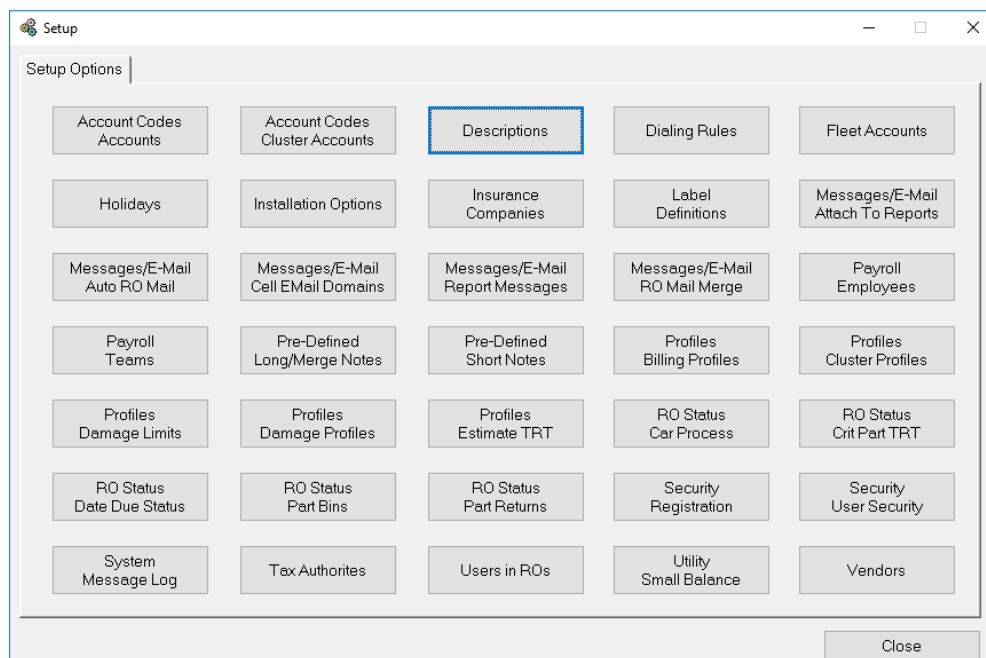 Setup
Setup Options
Account Codes
Accounts
Account Codes
Cluster Accounts
Descriptions
Dialing Rules
Fleet Accounts
Holidays
Installation Options
Insurance
Companies
Label
Definitions
Messages/E-Mail
Attach To Reports
Messages/E-Mail
Auto RO Mail
Messages/E-Mail
Cell EMail Domains
Messages/E-Mail
Report Messages
Messages/E-Mail
RO Mail Merge
Payroll
Employees
Payroll
Teams
Pre-Defined
Long/Merge Notes
Pre-Defined
Short Notes
Profiles
Billing Profiles
Profiles
Cluster Profiles
Profiles
Damage Limits
Profiles
Damage Profiles
Profiles
Estimate TRT
RO Status
Car Process
RO Status
Crit Part TRT
RO Status
Date Due Status
RO Status
Part Bins
RO Status
Part Returns
Security
Registration
Security
User Security
System
Message Log
Tax Authorites
Users in ROs
Utility
Small Balance
Vendors
Close